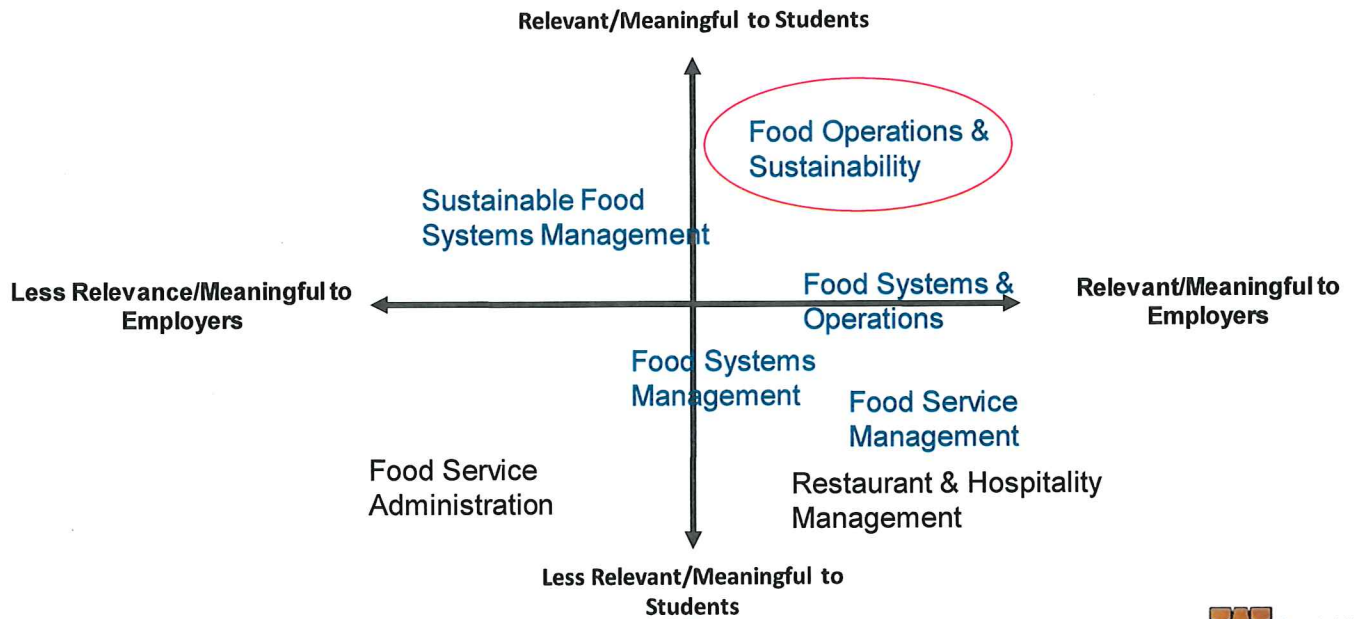 Relevant/Meaningful to Students
Food Operations &
Sustainability
Sustainable Food
Systems Management
Less Relevance/Meaningful to
Employers
Food Systems &
Operations
Relevant/Meaningful to
Employers
Food Systems
Management
Food Service
Management
Food Service
Administration
Restaurant & Hospitality
Management
Less Relevant/Meaningful to
Students